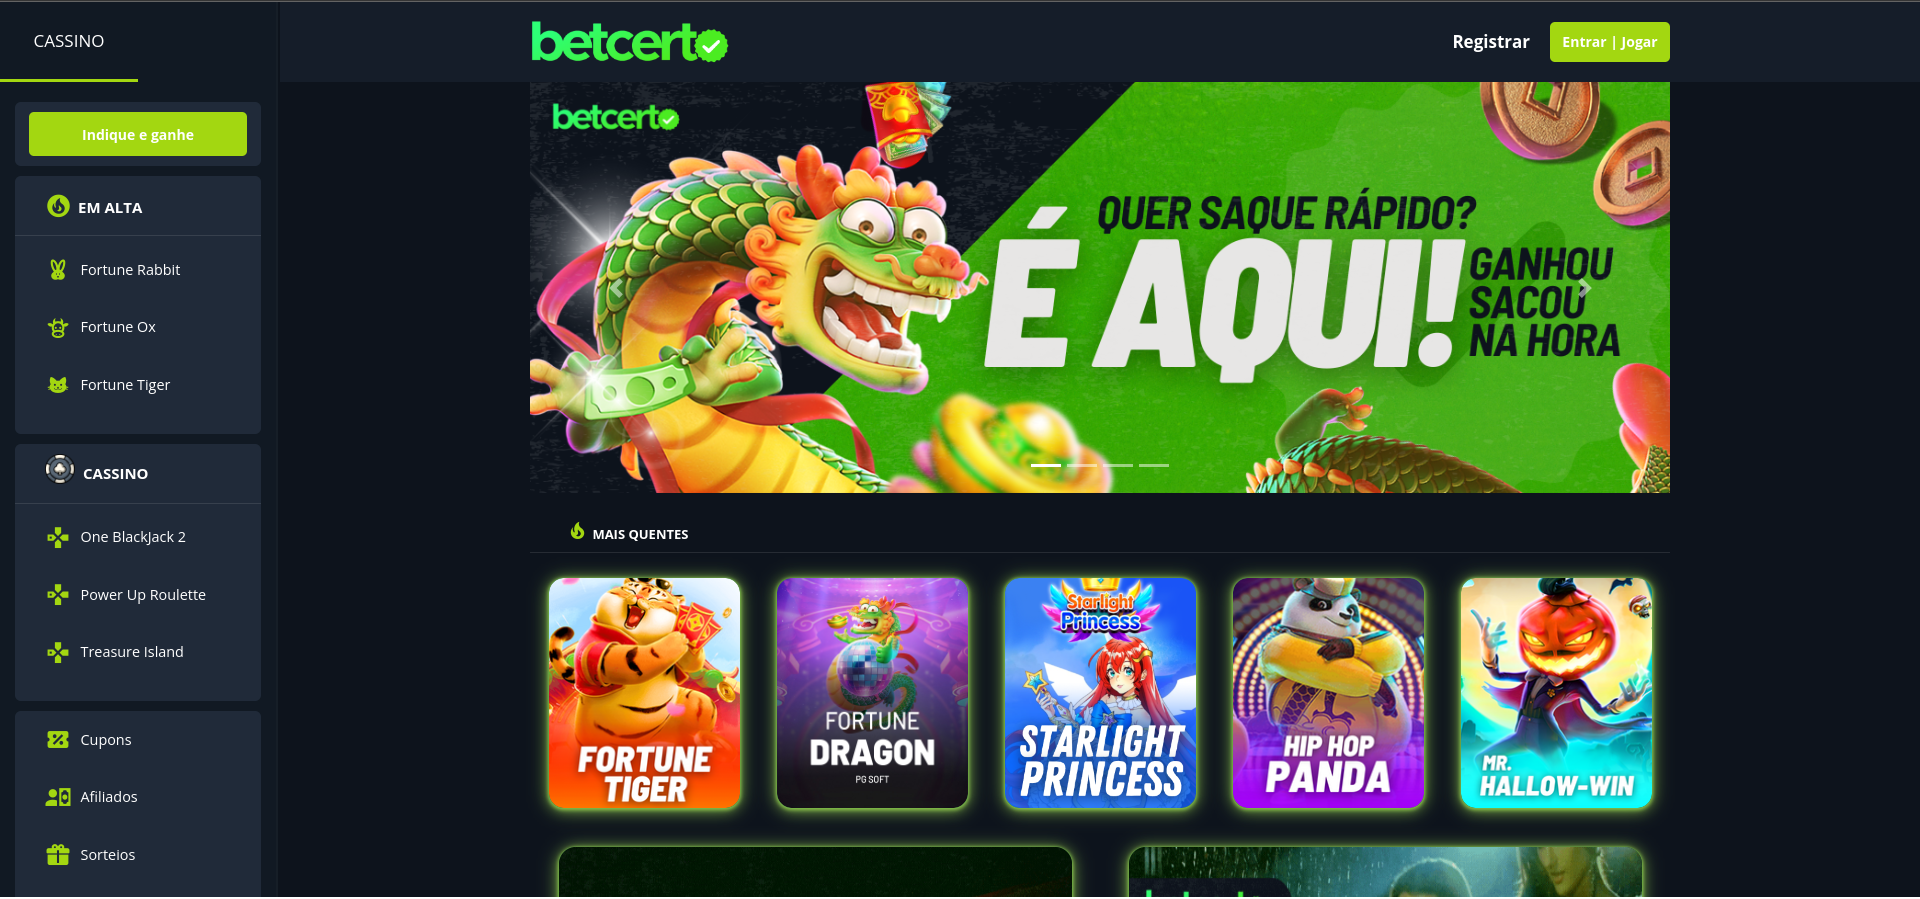 CASSINO
betcerto
Registrar
Entrar | Jogar
Indique e ganhe
EM ALTA
Fortune Rabbit
Fortune Ox
Fortune Tiger
CASSINO
One BlackJack 2
Power Up Roulette
Treasure Island
Cupons
Afiliados
Sorteios
betcerto
QUER SAQUE RÁPIDO?
É AQUI!
GANHOU
SACOU
NA HORA
MAIS QUENTES
FORTUNE
TIGER
FORTUNE
DRAGON
PG SOFT
Starlight
Princess
STARLIGHT
PRINCESS
HIP HOP
PANDA
MR.
HALLOW-WIN